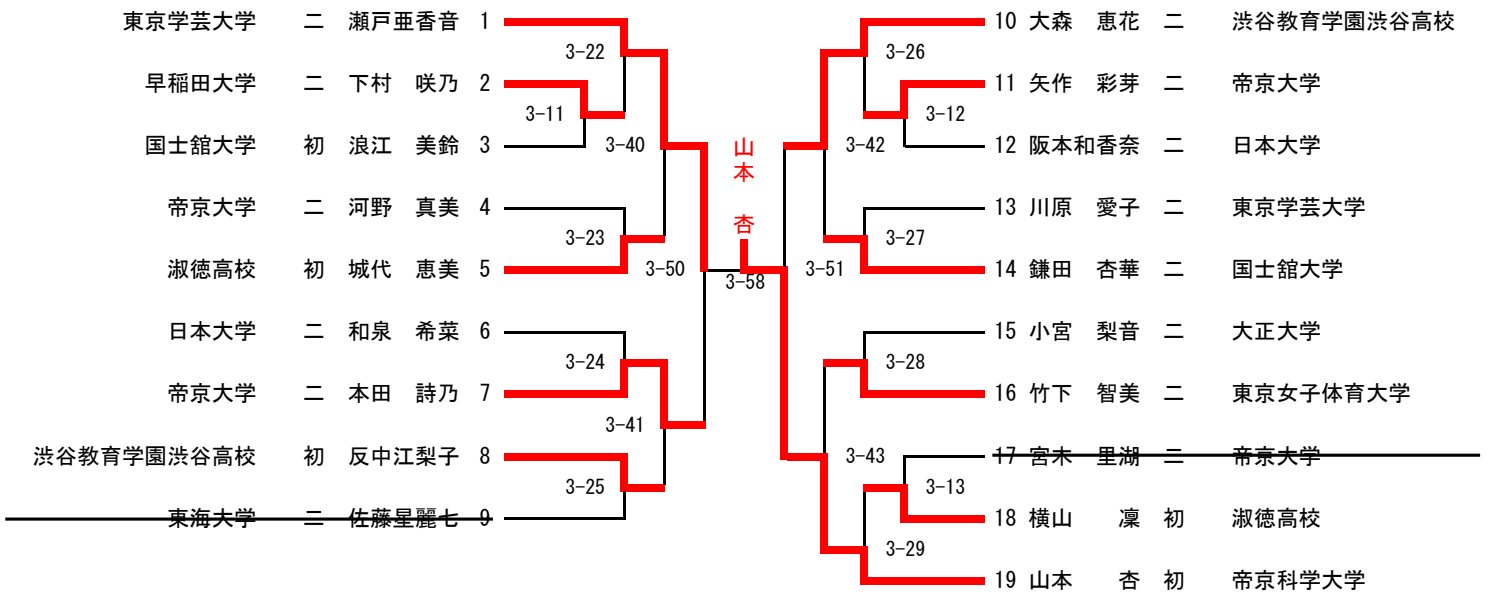 東京学芸大学 二 瀬戸亜香音 1
3-22
早稲田大学 二 下村 咲乃 2
3-11
国士舘大学 初 浪江 美鈴 3
3-40
帝京大学 二 河野 真美 4
3-23
淑徳高校 初 城代 恵美 5
3-50
日本大学 二 和泉 希菜 6
3-24
帝京大学 二 本田 詩乃 7
3-41
渋谷教育学園渋谷高校 初 反中江梨子 8
3-25
東海大学 二 佐藤星麗七 9
山本 杏
3-58
10 大森 恵花 二 渋谷教育学園渋谷高校
3-26
11 矢作 彩芽 二 帝京大学
3-12
12 阪本和香奈 二 日本大学
3-42
13 川原 愛子 二 東京学芸大学
3-27
14 鎌田 杏華 二 国士舘大学
3-51
15 小宮 梨音 二 大正大学
3-28
16 竹下 智美 二 東京女子体育大学
3-43
17 宮木 里湖 二 帝京大学
3-13
18 横山 凜 初 淑徳高校
3-29
19 山本 杏 初 帝京科学大学